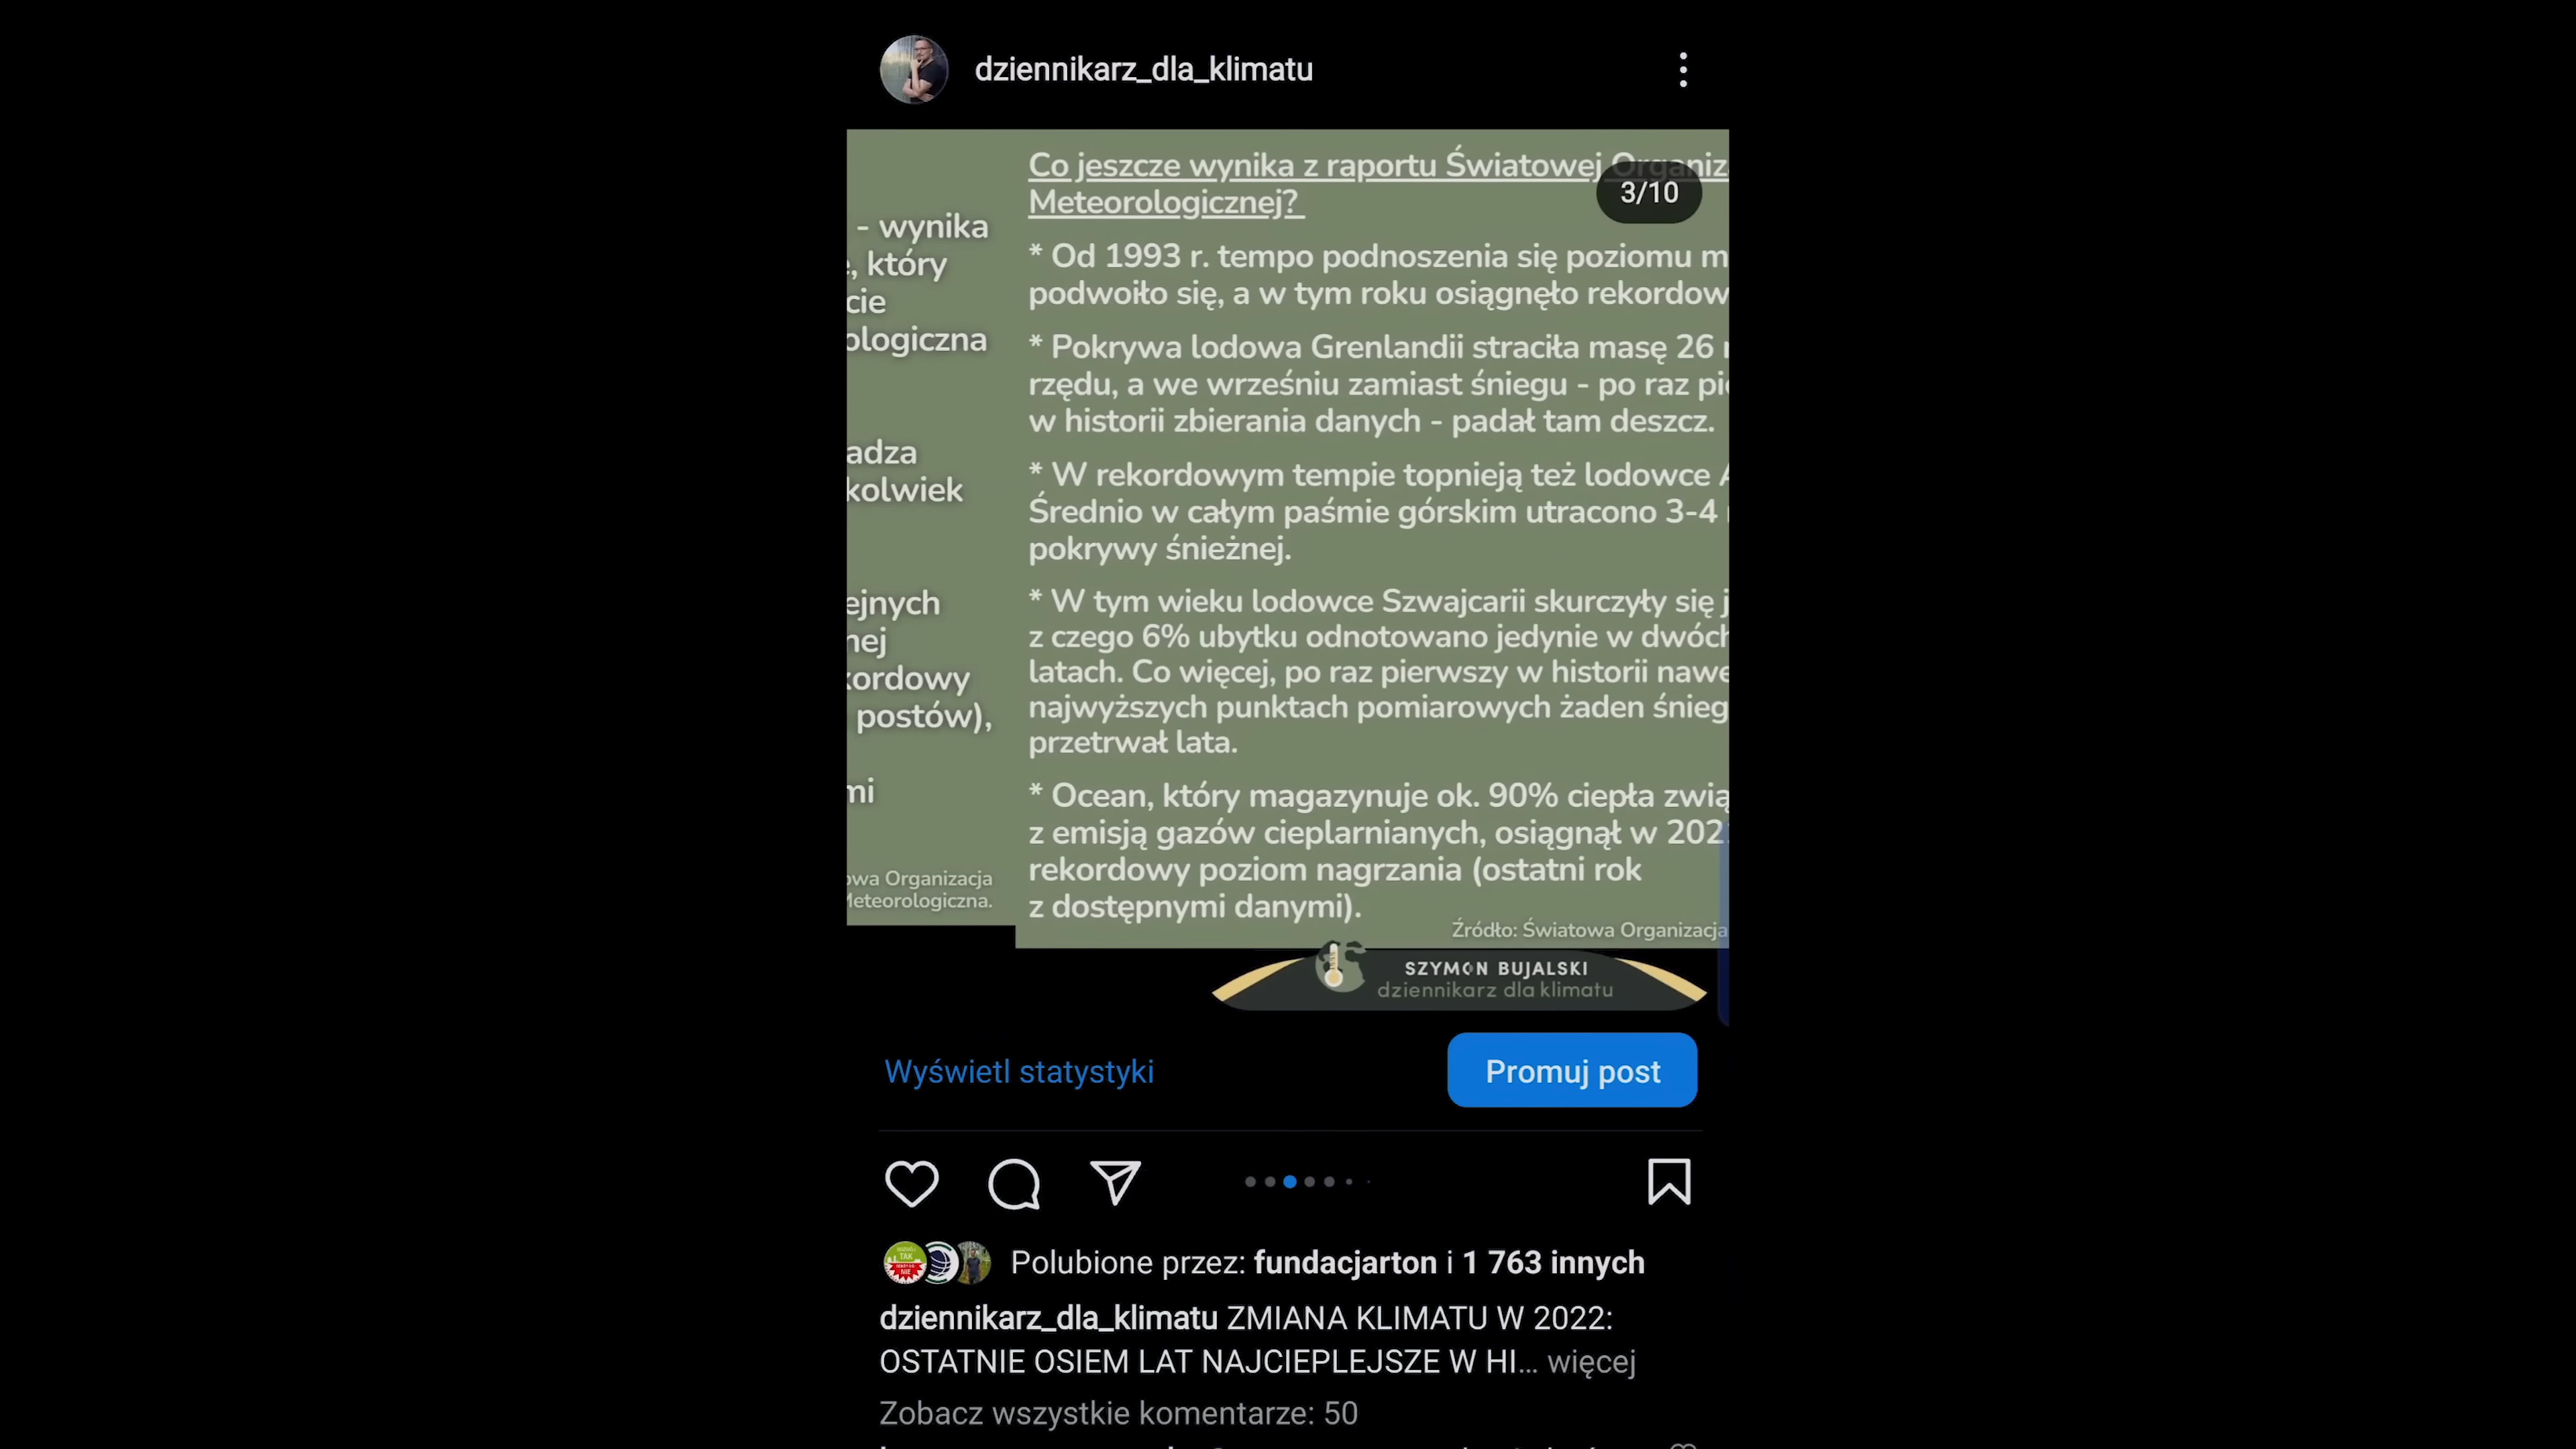 dziennikarz_dla_klimatu
- wynika
, który
cie
ologiczna
adza
kolwiek
ejnych
nej
kordowy
postów),
mi
owa Organizacja
Meteorologiczna.
Co jeszcze wynika z raportu Światowej Organiz
Meteorologicznej?
3/10
* Od 1993 r. tempo podnoszenia się poziomu m
podwoiło się, a w tym roku osiągnęło rekordow
* Pokrywa lodowa Grenlandii straciła masę 26
rzędu, a we wrześniu zamiast śniegu - po raz pie
w historii zbierania danych - padał tam deszcz.
* W rekordowym tempie topnieją też lodowce
Średnio w całym paśmie górskim utracono 3-4
pokrywy śnieżnej.
* W tym wieku lodowce Szwajcarii skurczyły się j
z czego 6% ubytku odnotowano jedynie w dwóch
latach. Co więcej, po raz pierwszy w historii nawe
najwyższych punktach pomiarowych żaden śnieg
przetrwał lata.
* Ocean, który magazynuje ok. 90% ciepła zwią
z emisją gazów cieplarnianych, osiągnął w 202
rekordowy poziom nagrzania (ostatni rok
z dostępnymi danymi).
Źródło: Światowa Organizacja
SZYMON BUJALSKI
dziennikarz dla klimatu
Wyświetl statystyki
Promuj post
Polubione przez: fundacjarton i 1 763 innych
dziennikarz_dla_klimatu ZMIANA KLIMATU W 2022:
OSTATNIE OSIEM LAT NAJCIEPLEJSZE W HI... więcej
Zobacz wszystkie komentarze: 50